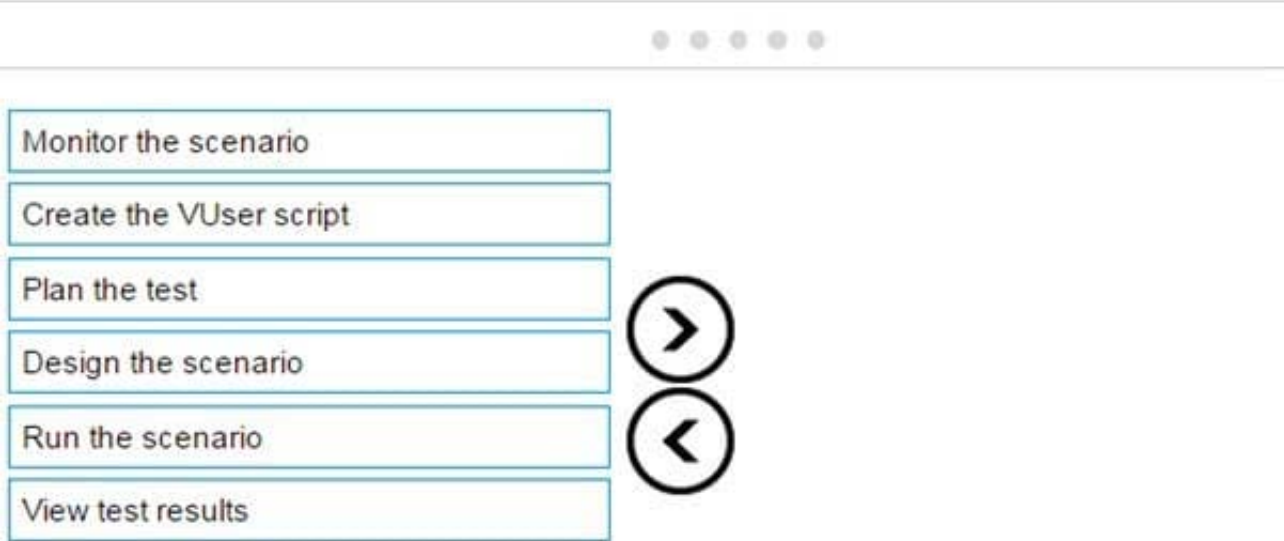 Monitor the scenario
Create the VUser script
Plan the test
Design the scenario
Run the scenario
View test results